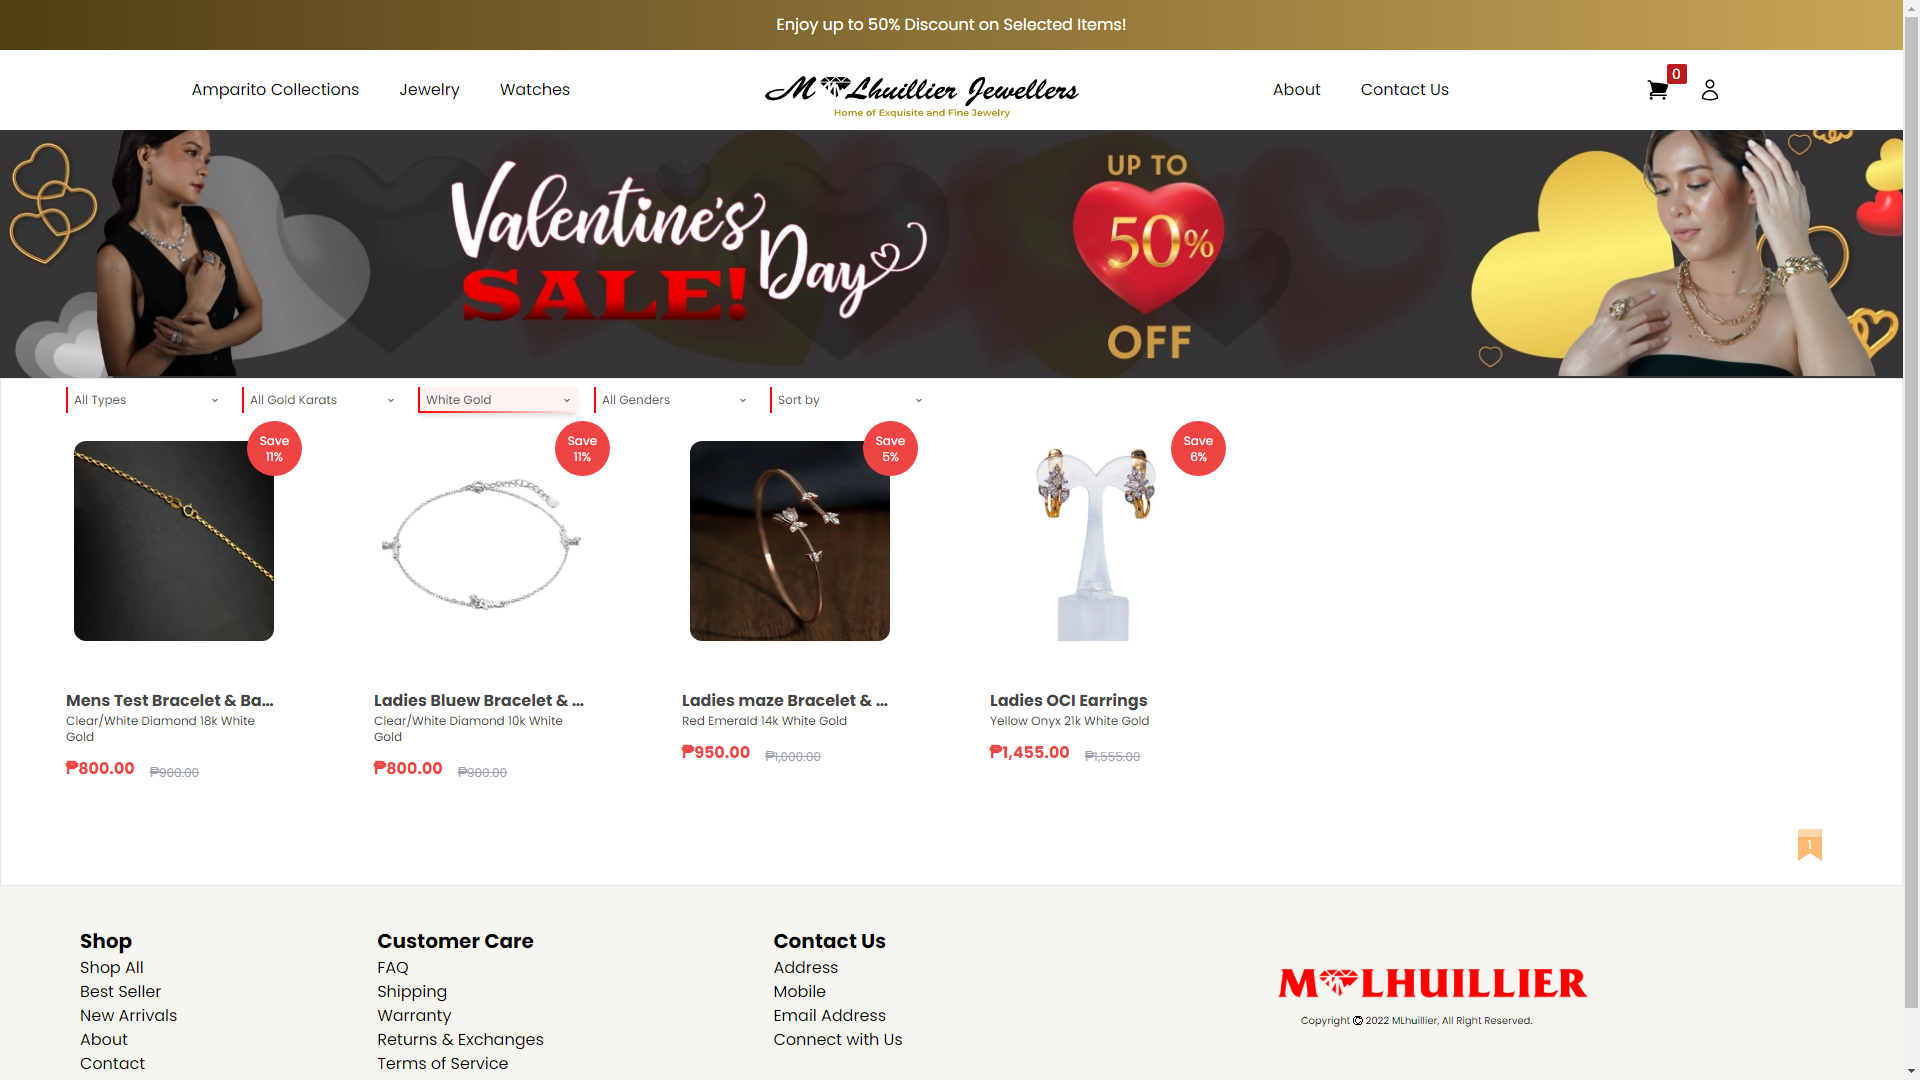 Enjoy up to 50% Discount on Selected Items!
Amparito Collections
Jewelry
Watches
M Lhuillier Jewellers
Home of Exquisite and Fine Jewelry
About
Contact Us
0
Valentine's
Day
SALE!
UP TO
50%
OFF
All Types
All Gold Karats
White Gold
All Genders
Sort by
Save
11%
Save
11%
Save
5%
Save
6%
Mens Test Bracelet & Ba...
Clear/White Diamond 18k White
Gold
₱800.00 ₱900.00
Ladies Bluew Bracelet & ...
Clear/White Diamond 10k White
Gold
₱800.00 ₱900.00
Ladies maze Bracelet & ...
Red Emerald 14k White Gold
₱950.00 ₱1,000.00
Ladies OCI Earrings
Yellow Onyx 21k White Gold
₱1,455.00 ₱1,555.00
1
Shop
Shop All
Best Seller
New Arrivals
About
Contact
Customer Care
FAQ
Shipping
Warranty
Returns & Exchanges
Terms of Service
Contact Us
Address
Mobile
Email Address
Connect with Us
M LHUILLIER
Copyright © 2022 MLhuillier, All Right Reserved.